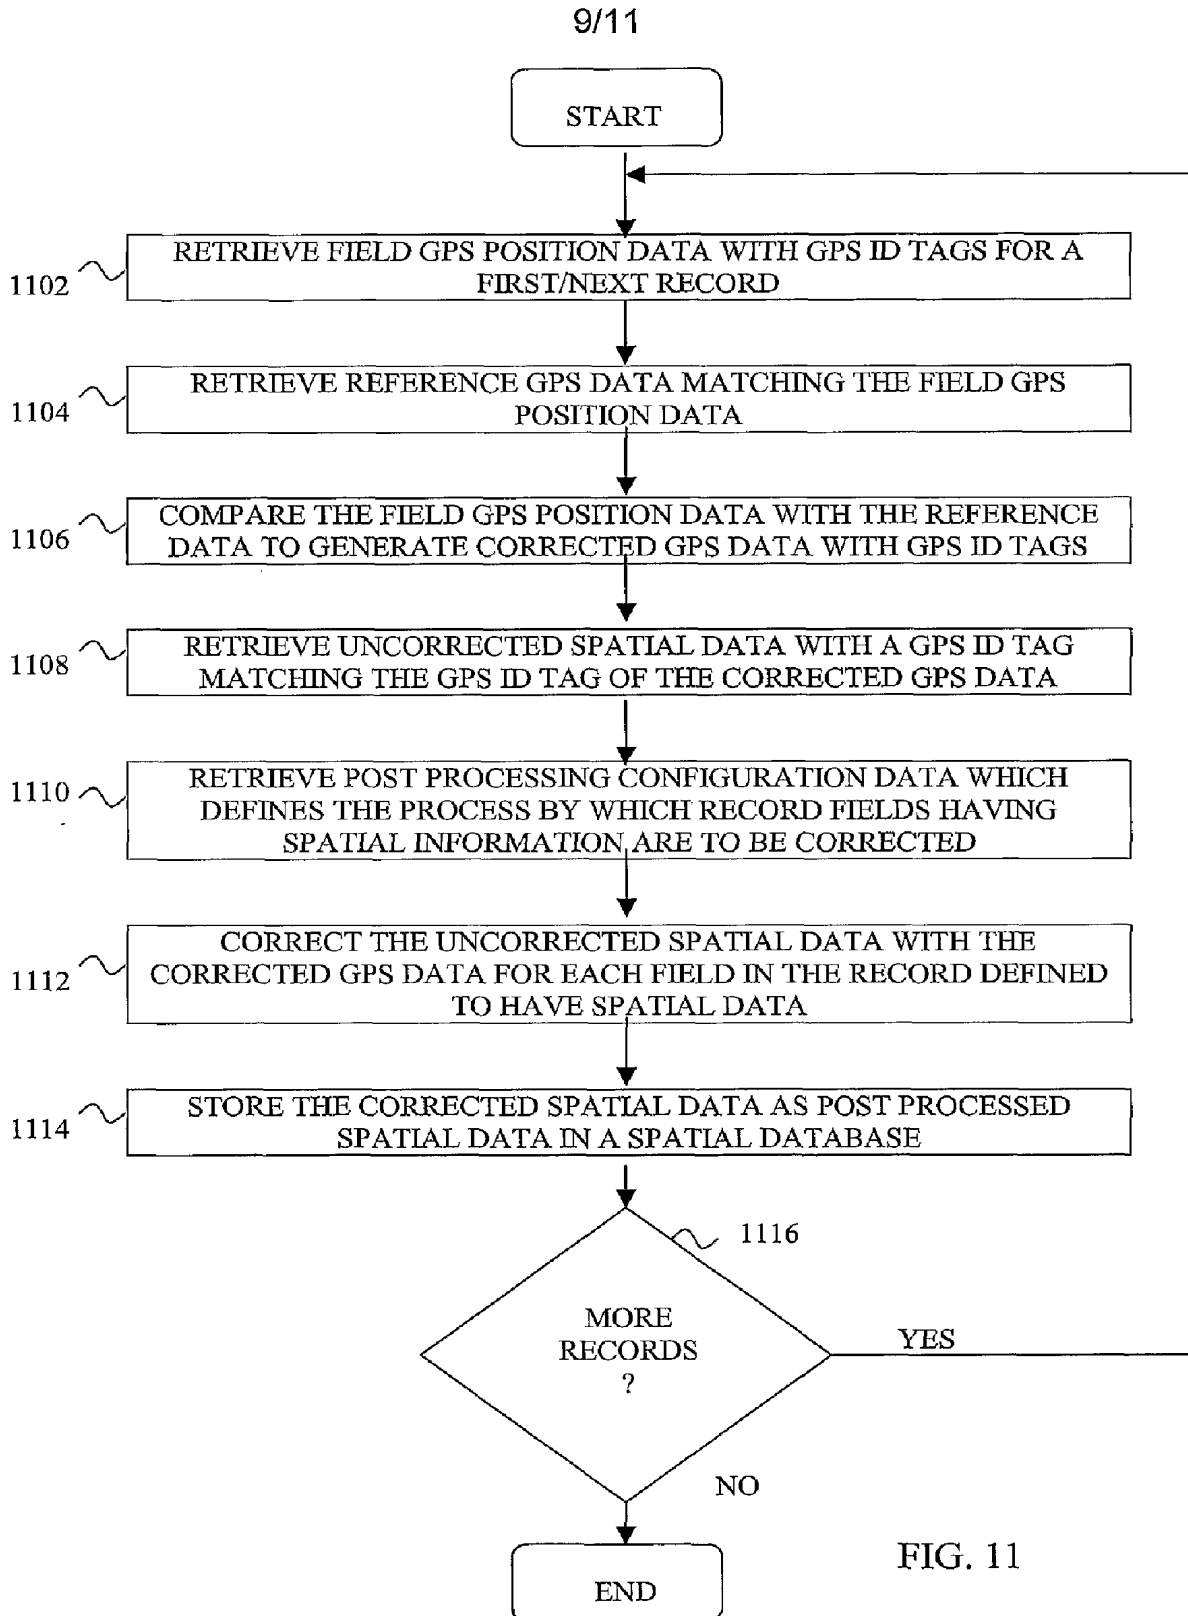 9/11
START
1102
RETRIEVE FIELD GPS POSITION DATA WITH GPS ID TAGS FOR A
FIRST/NEXT RECORD
1104
RETRIEVE REFERENCE GPS DATA MATCHING THE FIELD GPS
POSITION DATA
1106
COMPARE THE FIELD GPS POSITION DATA WITH THE REFERENCE
DATA TO GENERATE CORRECTED GPS DATA WITH GPS ID TAGS
1108
RETRIEVE UNCORRECTED SPATIAL DATA WITH A GPS ID TAG
MATCHING THE GPS ID TAG OF THE CORRECTED GPS DATA
1110
RETRIEVE POST PROCESSING CONFIGURATION DATA WHICH
DEFINES THE PROCESS BY WHICH RECORD FIELDS HAVING
SPATIAL INFORMATION ARE TO BE CORRECTED
1112
CORRECT THE UNCORRECTED SPATIAL DATA WITH THE
CORRECTED GPS DATA FOR EACH FIELD IN THE RECORD DEFINED
TO HAVE SPATIAL DATA
1114
STORE THE CORRECTED SPATIAL DATA AS POST PROCESSED
SPATIAL DATA IN A SPATIAL DATABASE
1116
MORE
RECORDS
?
YES
NO
END
FIG. 11